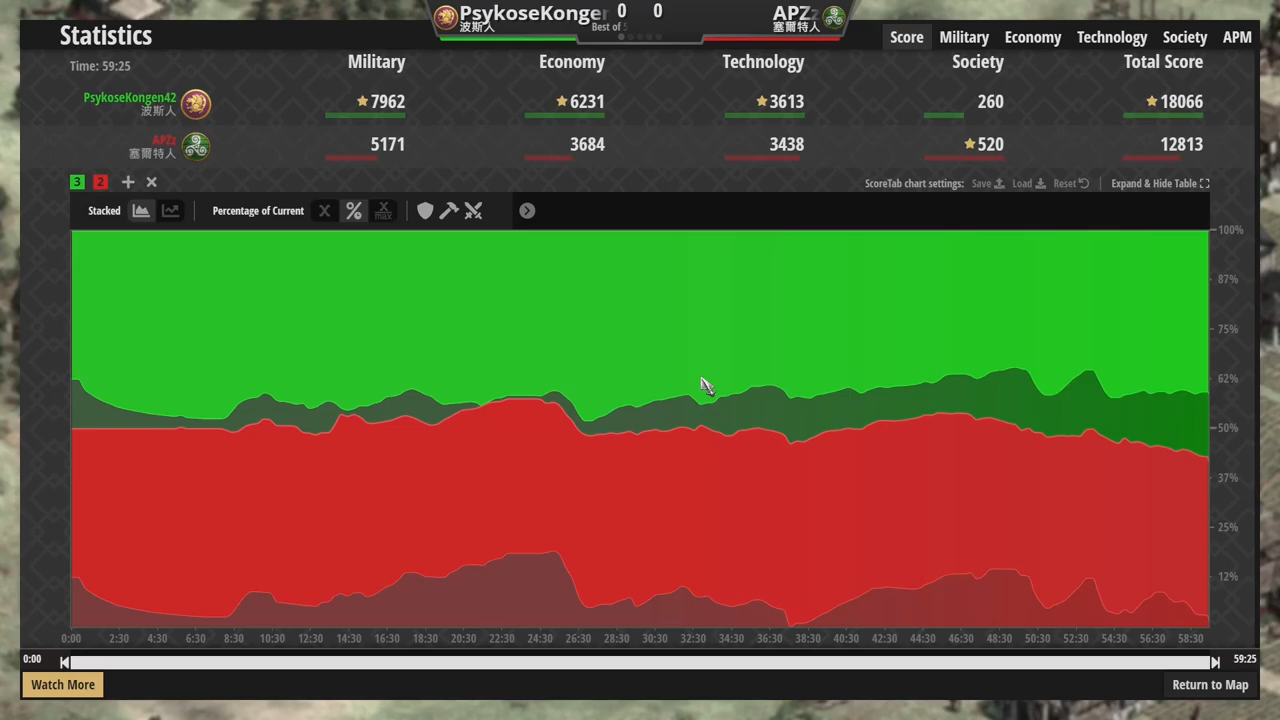 PsykoseKonger
波斯人
0 0
Best of 5
APZz
塞爾特人
Statistics
Score Military Economy Technology Society APM
Time: 59:25
Military Economy Technology Society Total Score
PsykoseKongen42
波斯人
7962 6231 3613 260 18066
APZz
塞爾特人
5171 3684 3438 520 12813
3 2
ScoreTab chart settings: Save Load Reset Expand & Hide Table
Stacked Percentage of Current X % X max
100%
87%
75%
62%
50%
37%
25%
12%
0:00 2:30 4:30 6:30 8:30 10:30 12:30 14:30 16:30 18:30 20:30 22:30 24:30 26:30 28:30 30:30 32:30 34:30 36:30 38:30 40:30 42:30 44:30 46:30 48:30 50:30 52:30 54:30 56:30 58:30
0:00 59:25
Watch More Return to Map